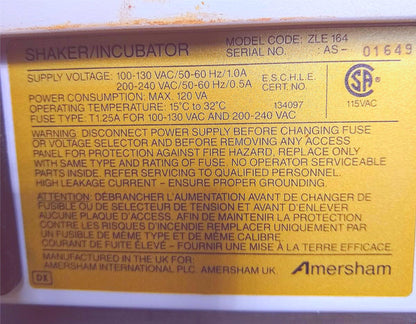 SHAKER/INCUBATOR
MODEL CODE: ZLE 164
SERIAL NO. AS- 01649
SUPPLY VOLTAGE: 100-130 VAC/50-60 Hz/1.0A
200-240 VAC/50-60 Hz/0.5A
E.S.C.H.L.E.
CERT. NO.
POWER CONSUMPTION: MAX. 120 VA
OPERATIONAL TEMP: 15°C to 32°C
134097
115VAC
FUSE TYPE: T1.25A FOR 100-130 VAC AND 200-240 VAC
WARNING: DISCONNECT POWER SUPPLY BEFORE CHANGING FUSE
OR VOLTAGE SELECTOR AND BEFORE REMOVING ANY ACCESS
PANEL FOR PROTECTION AGAINST FIRE HAZARD, REPLACE ONLY
WITH SAME TYPE AND RATING OF FUSE. NO OPERATOR SERVICEABLE
PARTS INSIDE. REFER SERVICING TO QUALIFIED PERSONNEL.
HIGH LEAKAGE CURRENT – ENSURE PROPER GROUNDING.
ATTENTION: DÉBRANCHER L'AUMENTATION AVANT DE CHANGER DE
FUSIBLE OU DE SELECTEUR DE TENSION ET AVANT D'ENLEVER
AUCUNE PLAQUE D'ACCESS. AFIN DE MAINTENIR LA PROTECTION
CONTRE LES RISQUES D'INCENDIE REMPLACER UNIQUEMENT PAR
UN FUSIBLE DE MÊME TYPE ET DE MÊME CALIBRE.
COURANT DE FUITE ÉLEVÉ – FOURNIR UNE MISE À LA TERRE EFFICACE.
MANUFACTURED IN THE UK FOR:
AMERSHAM INTERNATIONAL PLC. AMERSHAM UK
Amersham